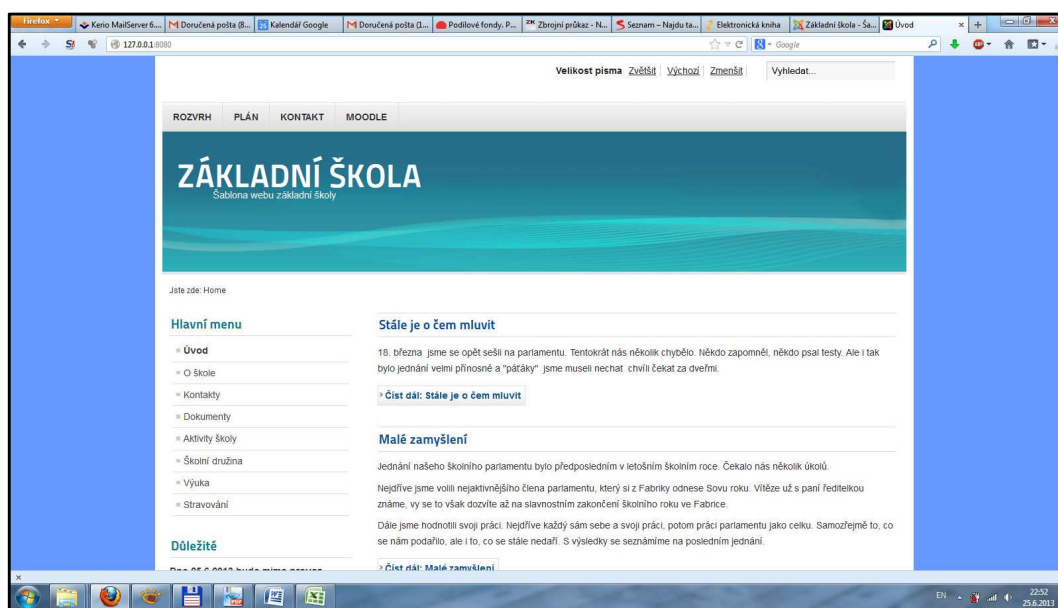 Firefox
Kerio MailServer 6....
Doručená pošta (8...
Kalendář Google
Doručená pošta (1...
Podílové fondy. P...
ZK Zbrojní průkaz - N...
Seznam – Najdu ta...
Elektronická kniha
Základní škola - Ša...
Úvod
127.0.0.1:8080
Google
Velikost písma Zvětšit Výchozí Zmenšit Vyhledat...
ROZVRH PLÁN KONTAKT MOODLE
ZÁKLADNÍ ŠKOLA
Šablona webu základní školy
Jste zde: Home
Hlavní menu
Úvod
O škole
Kontakty
Dokumenty
Aktivity školy
Školní družina
Výuka
Stravování
Důležité
Stále je o čem mluvit
18. března jsme se opět sešli na parlamentu. Tentokrát nás několik chybělo. Někdo zapomněl, někdo psal testy. Ale i tak
bylo jednání velmi přínosné a "páťáky" jsme museli nechat chvíli čekat za dveřmi.
Číst dál: Stále je o čem mluvit
Malé zamyšlení
Jednání našeho školního parlamentu bylo předposledním v letošním školním roce. Čekalo nás několik úkolů.
Nejdříve jsme volili nejaktivnějšího člena parlamentu, který si z Fabriky odnese Sovu roku. Vítěze už s paní ředitelkou
známe, vy se to však dozvíte až na slavnostním zakončení školního roku ve Fabrice.
Dále jsme hodnotili svoji práci. Nejdříve každý sám sebe a svoji práci, potom práci parlamentu jako celku. Samozřejmě to, co
se nám podařilo, ale i to, co se stále nedaří. S výsledky se seznámíme na posledním jednání.
Číst dál: Malé zamyšlení
EN
22:52
25.6.2013